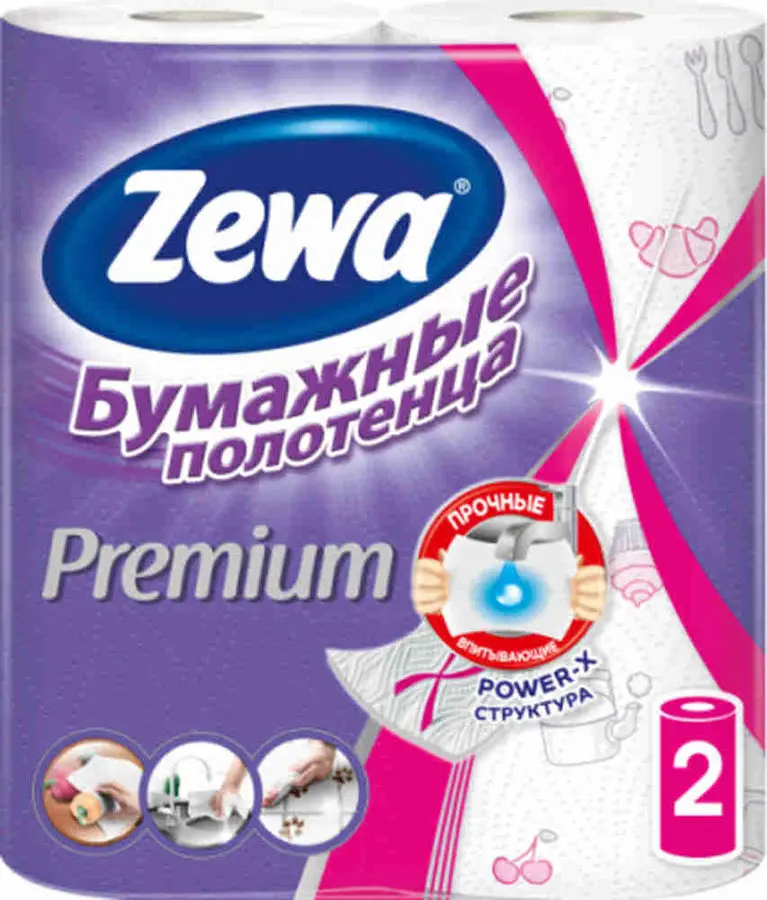 Zewa®
Бумажные
полотенца
Premium
ПРОЧНЫЕ
ВПИТЫВАЮЩИЕ
POWER-X
СТРУКТУРА
2